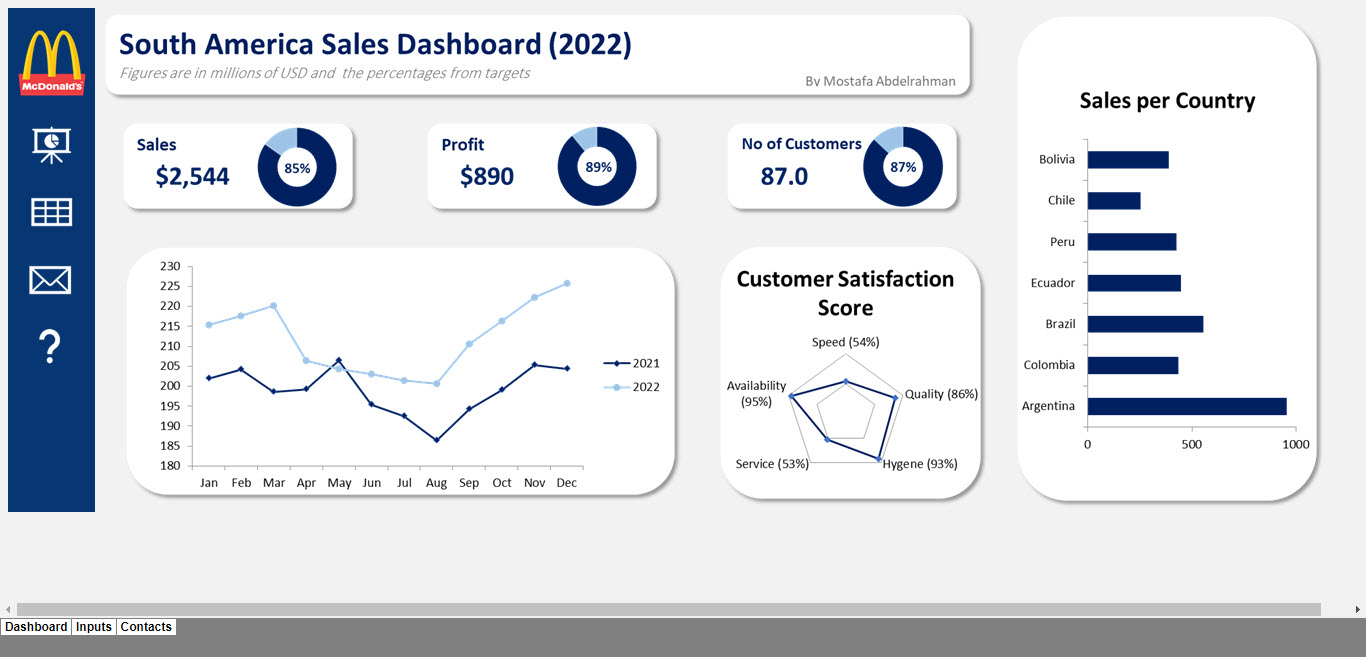 McDonald's
South America Sales Dashboard (2022)
Figures are in millions of USD and the percentages from targets
By Mostafa Abdelrahman
Sales
$2,544
85%
Profit
$890
89%
No of Customers
87.0
87%
230
225
220
215
210
205
200
195
190
185
180
Jan Feb Mar Apr May Jun Jul Aug Sep Oct Nov Dec
2021
2022
Customer Satisfaction
Score
Speed (54%)
Quality (86%)
Hygene (93%)
Service (53%)
Availability
(95%)
Sales per Country
Bolivia
Chile
Peru
Ecuador
Brazil
Colombia
Argentina
0 500 1000
Dashboard Inputs Contacts